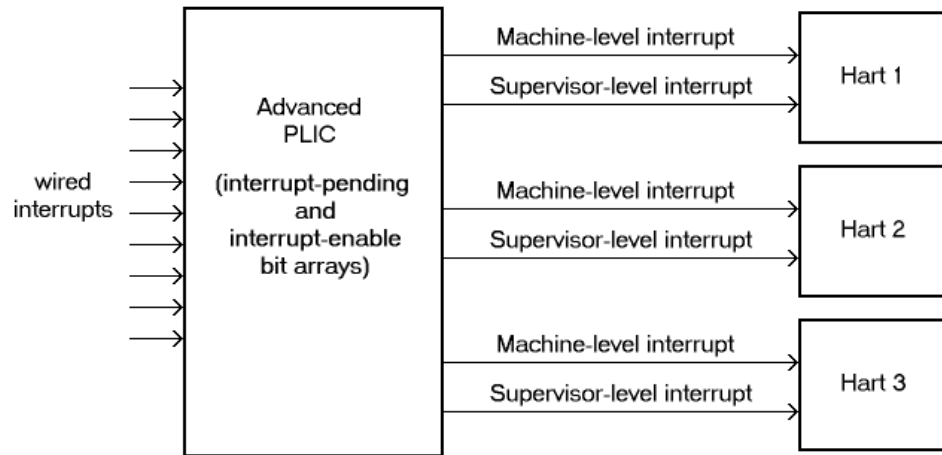 wired
interrupts
Advanced
PLIC
(interrupt-pending
and
interrupt-enable
bit arrays)
Machine-level interrupt
Supervisor-level interrupt
Hart 1
Machine-level interrupt
Supervisor-level interrupt
Hart 2
Machine-level interrupt
Supervisor-level interrupt
Hart 3